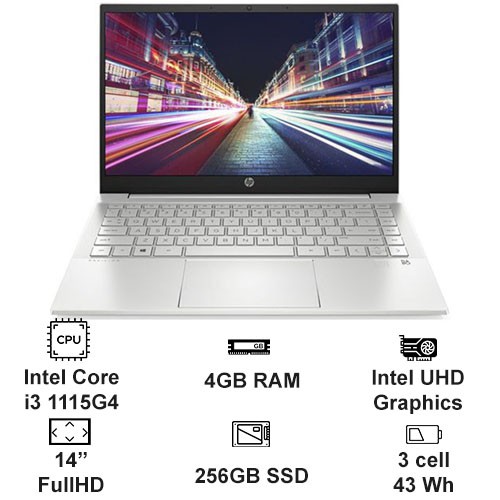 hp
CPU
GB
Intel Core
i3 1115G4
4GB RAM
Intel UHD
Graphics
14”
FullHD
256GB SSD
3 cell
43 Wh